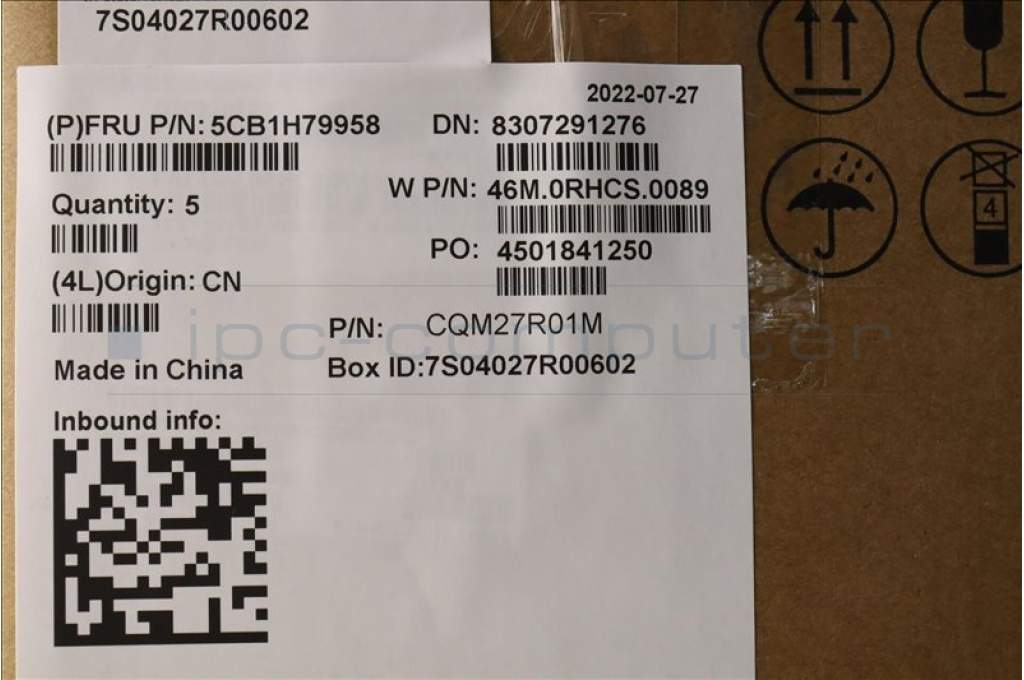 7S04027R00602
2022-07-27
(P)FRU P/N: 5CB1H79958
DN: 8307291276
W P/N: 46M.0RHCS.0089
Quantity: 5
PO: 4501841250
(4L)Origin: CN
P/N: CQM27R01M
ipc-computer
Made in China
Box ID:7S04027R00602
Inbound info:
4